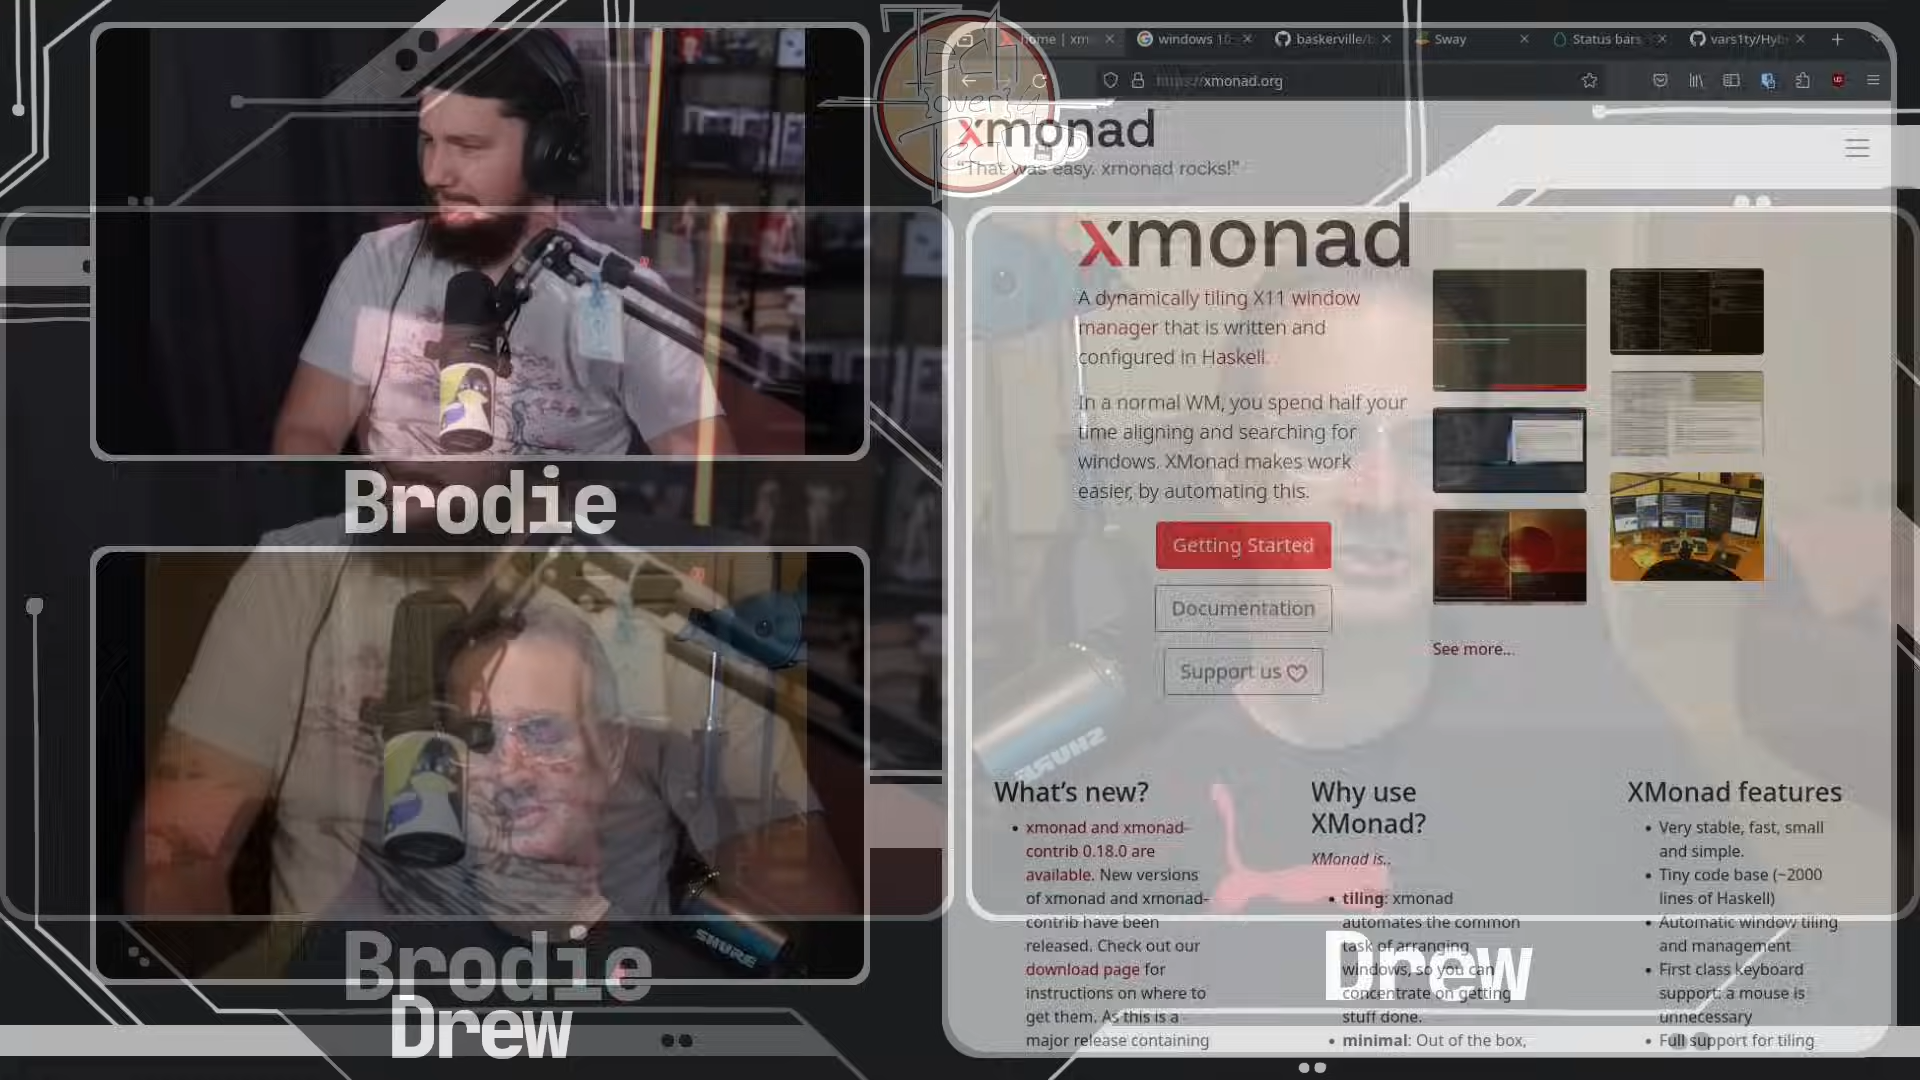 Brodie
Brodie
Drew
Drew
Tech
over
Tea
SHURE
SHURE
home | xm
windows 10
baskerville/b
Sway
Status bars
vars1ty/Hyb
https://xmonad.org
xmonad
"That was easy. xmonad rocks!"
xmonad
A dynamically tiling X11 window
manager that is written and
configured in Haskell.
In a normal WM, you spend half your
time aligning and searching for
windows. XMonad makes work
easier, by automating this.
Getting Started
Documentation
Support us
See more...
What's new?
xmonad and xmonad-
contrib 0.18.0 are
available. New versions
of xmonad and xmonad-
contrib have been
released. Check out our
download page for
instructions on where to
get them. As this is a
major release containing
Why use
XMonad?
XMonad is..
tiling: xmonad
automates the common
task of arranging
windows, so you can
concentrate on getting
stuff done.
minimal: Out of the box,
XMonad features
Very stable, fast, small
and simple.
Tiny code base (~2000
lines of Haskell)
Automatic window tiling
and management
First class keyboard
support: a mouse is
unnecessary
Full support for tiling